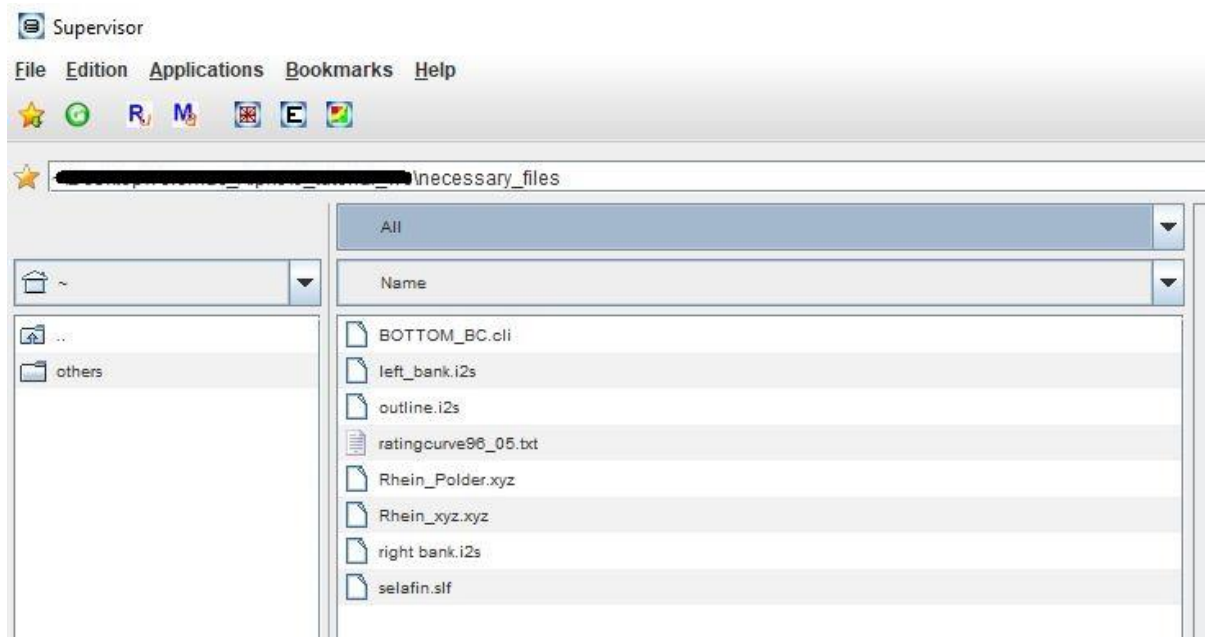 Supervisor
File Edition Applications Bookmarks Help
\necessary_files
All
~
Name
..
others
BOTTOM_BC.cli
left_bank.i2s
outline.i2s
ratingcurve96_05.txt
Rhein_Polder.xyz
Rhein_xyz.xyz
right bank.i2s
selafin.slf